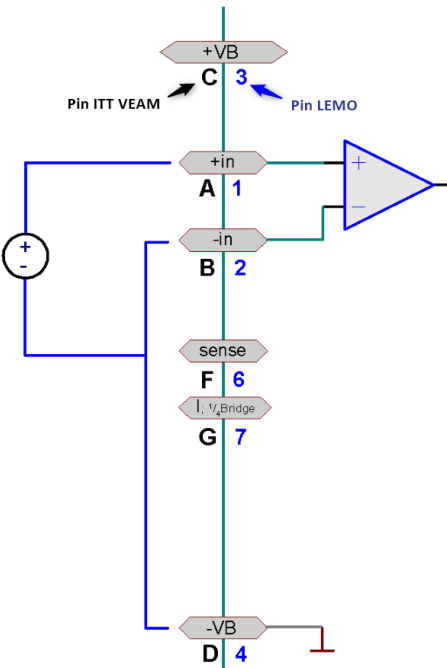 +VB
C 3
Pin ITT VEAM
Pin LEMO
+in
A 1
+
-in
−
B 2
+
-
sense
F 6
I; 1/4Bridge
G 7
-VB
D 4